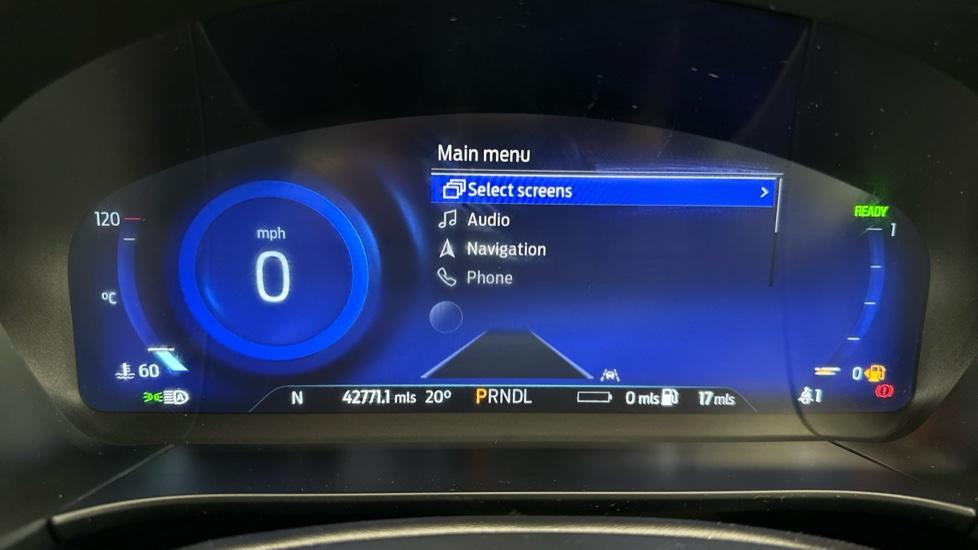 Main menu
Select screens
Audio
Navigation
Phone
120
mph
0
°C
60
READY
1
0
A
N 42771.1 mls 20° PRNDL 0 mls 17 mls
1